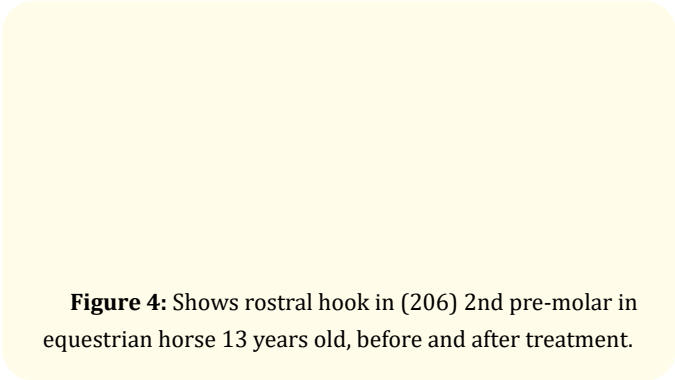 Figure 4: Shows rostral hook in (206) 2nd pre-molar in
equestrian horse 13 years old, before and after treatment.